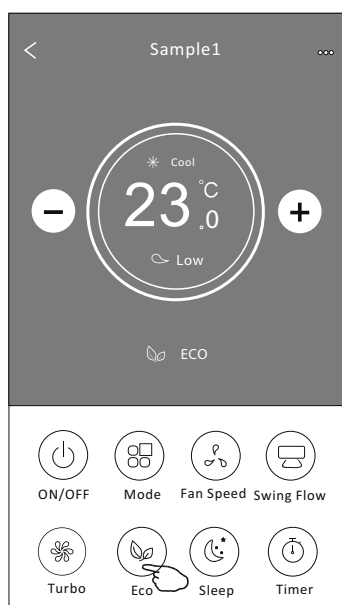 Sample1
Cool
23.0 °C
Low
ECO
ON/OFF Mode Fan Speed Swing Flow
Turbo Eco Sleep Timer